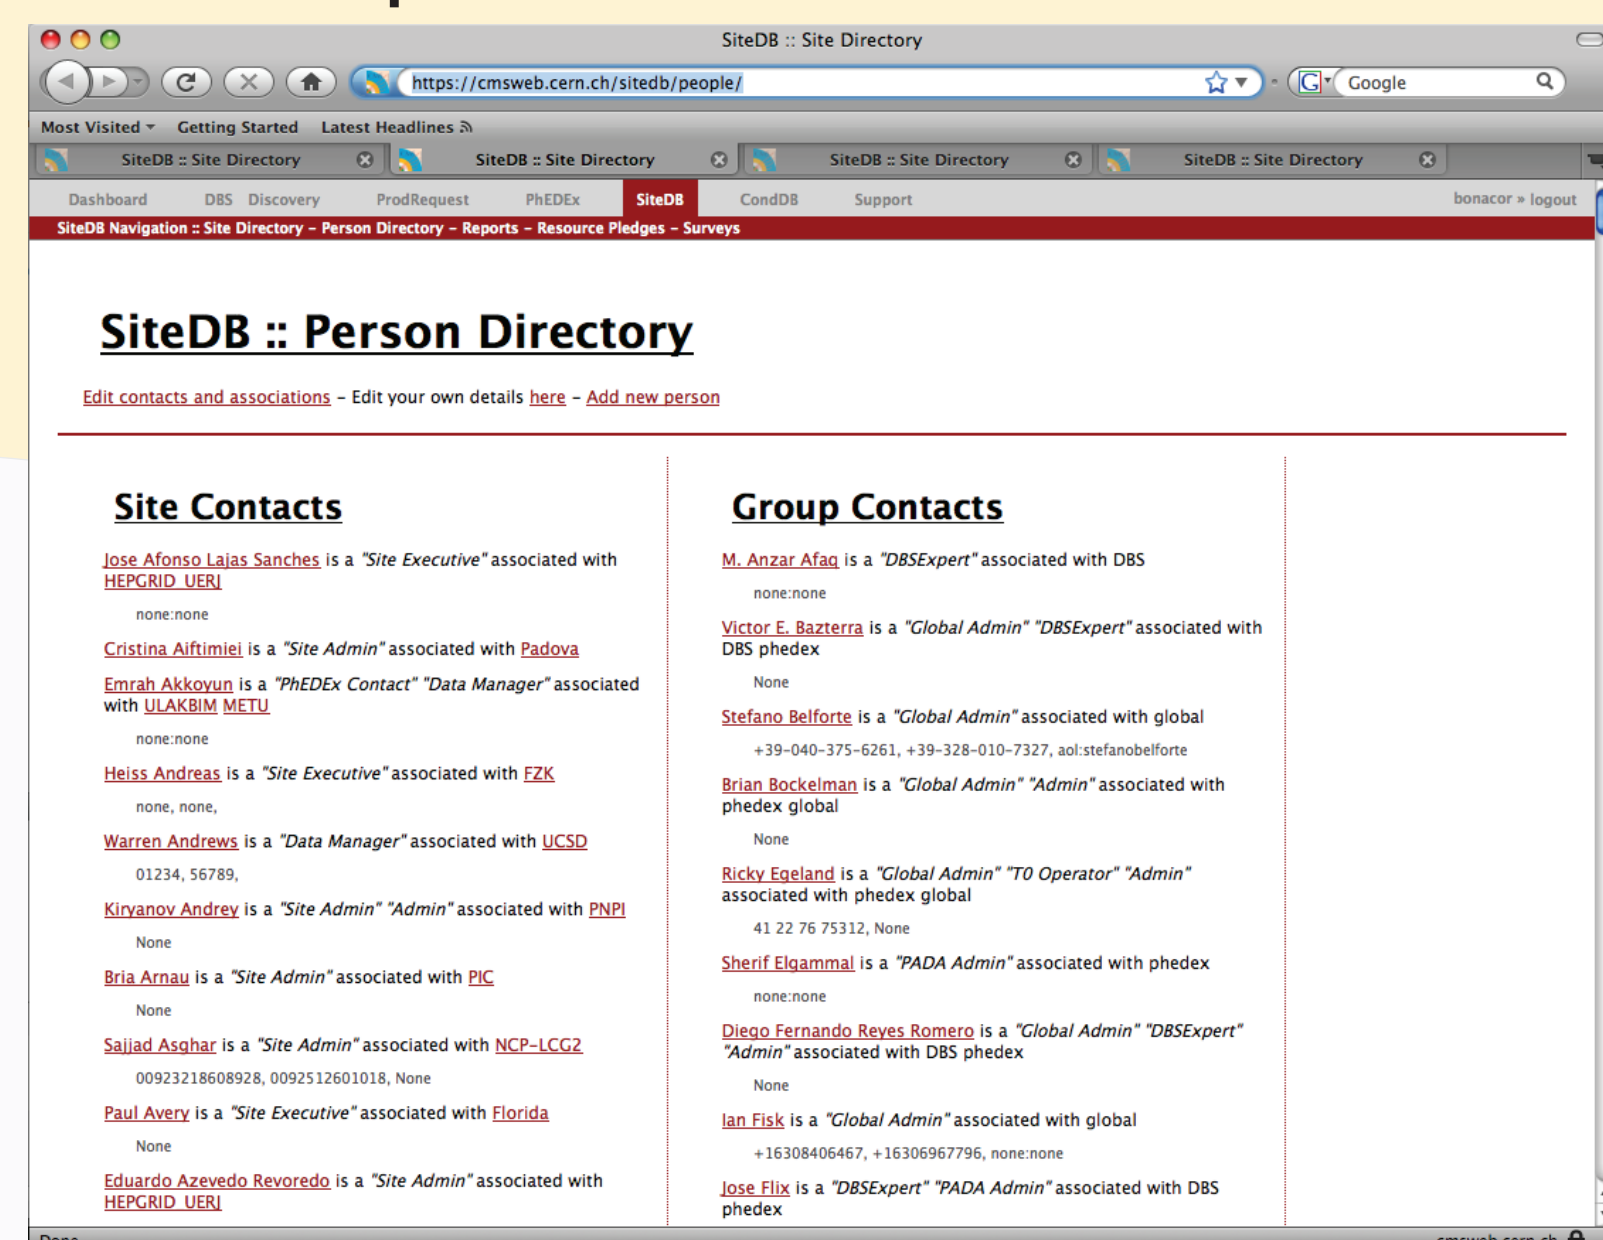 SiteDB :: Site Directory
https://cmsweb.cern.ch/sitedb/people/
G Google
Most Visited Getting Started Latest Headlines
SiteDB :: Site Directory SiteDB :: Site Directory SiteDB :: Site Directory SiteDB :: Site Directory
Dashboard DBS Discovery ProdRequest PhEDEx SiteDB CondDB Support bonacor » logout
SiteDB Navigation :: Site Directory – Person Directory – Reports – Resource Pledges – Surveys
SiteDB :: Person Directory
Edit contacts and associations – Edit your own details here – Add new person
Site Contacts
Jose Afonso Lajas Sanches is a "Site Executive" associated with
HEPGRID_UERJ
none:none
Cristina Aiftimiei is a "Site Admin" associated with Padova
Emrah Akkoyun is a "PhEDEx Contact" "Data Manager" associated
with ULAKBIM METU
none:none
Heiss Andreas is a "Site Executive" associated with FZK
none, none,
Warren Andrews is a "Data Manager" associated with UCSD
01234, 56789,
Kiryanov Andrey is a "Site Admin" "Admin" associated with PNPI
None
Bria Arnau is a "Site Admin" associated with PIC
None
Sajjad Asghar is a "Site Admin" associated with NCP-LCG2
00923218608928, 0092512601018, None
Paul Avery is a "Site Executive" associated with Florida
None
Eduardo Azevedo Revoredo is a "Site Admin" associated with
HEPGRID_UERJ
Group Contacts
M. Anzar Afaq is a "DBSExpert" associated with DBS
none:none
Victor E. Bazterra is a "Global Admin" "DBSExpert" associated with
DBS phedex
None
Stefano Belforte is a "Global Admin" associated with global
+39-040-375-6261, +39-328-010-7327, aol:stefanobelforte
Brian Bockelman is a "Global Admin" "Admin" associated with
phedex global
None
Ricky Egeland is a "Global Admin" "T0 Operator" "Admin"
associated with phedex global
41 22 76 75312, None
Sherif Elgammal is a "PADA Admin" associated with phedex
none:none
Diego Fernando Reyes Romero is a "Global Admin" "DBSExpert"
"Admin" associated with DBS phedex
None
Ian Fisk is a "Global Admin" associated with global
+16308406467, +16306967796, none:none
Jose Flix is a "DBSExpert" "PADA Admin" associated with DBS
phedex
Done cmsweb.cern.ch